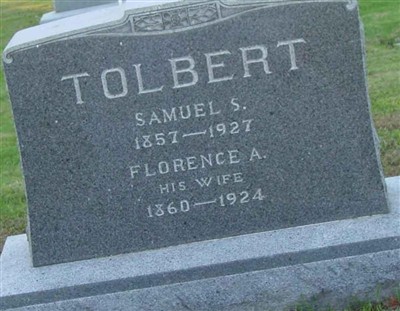 TOLBERT
SAMUEL S.
1857—1927
FLORENCE A.
HIS WIFE
1860—1924